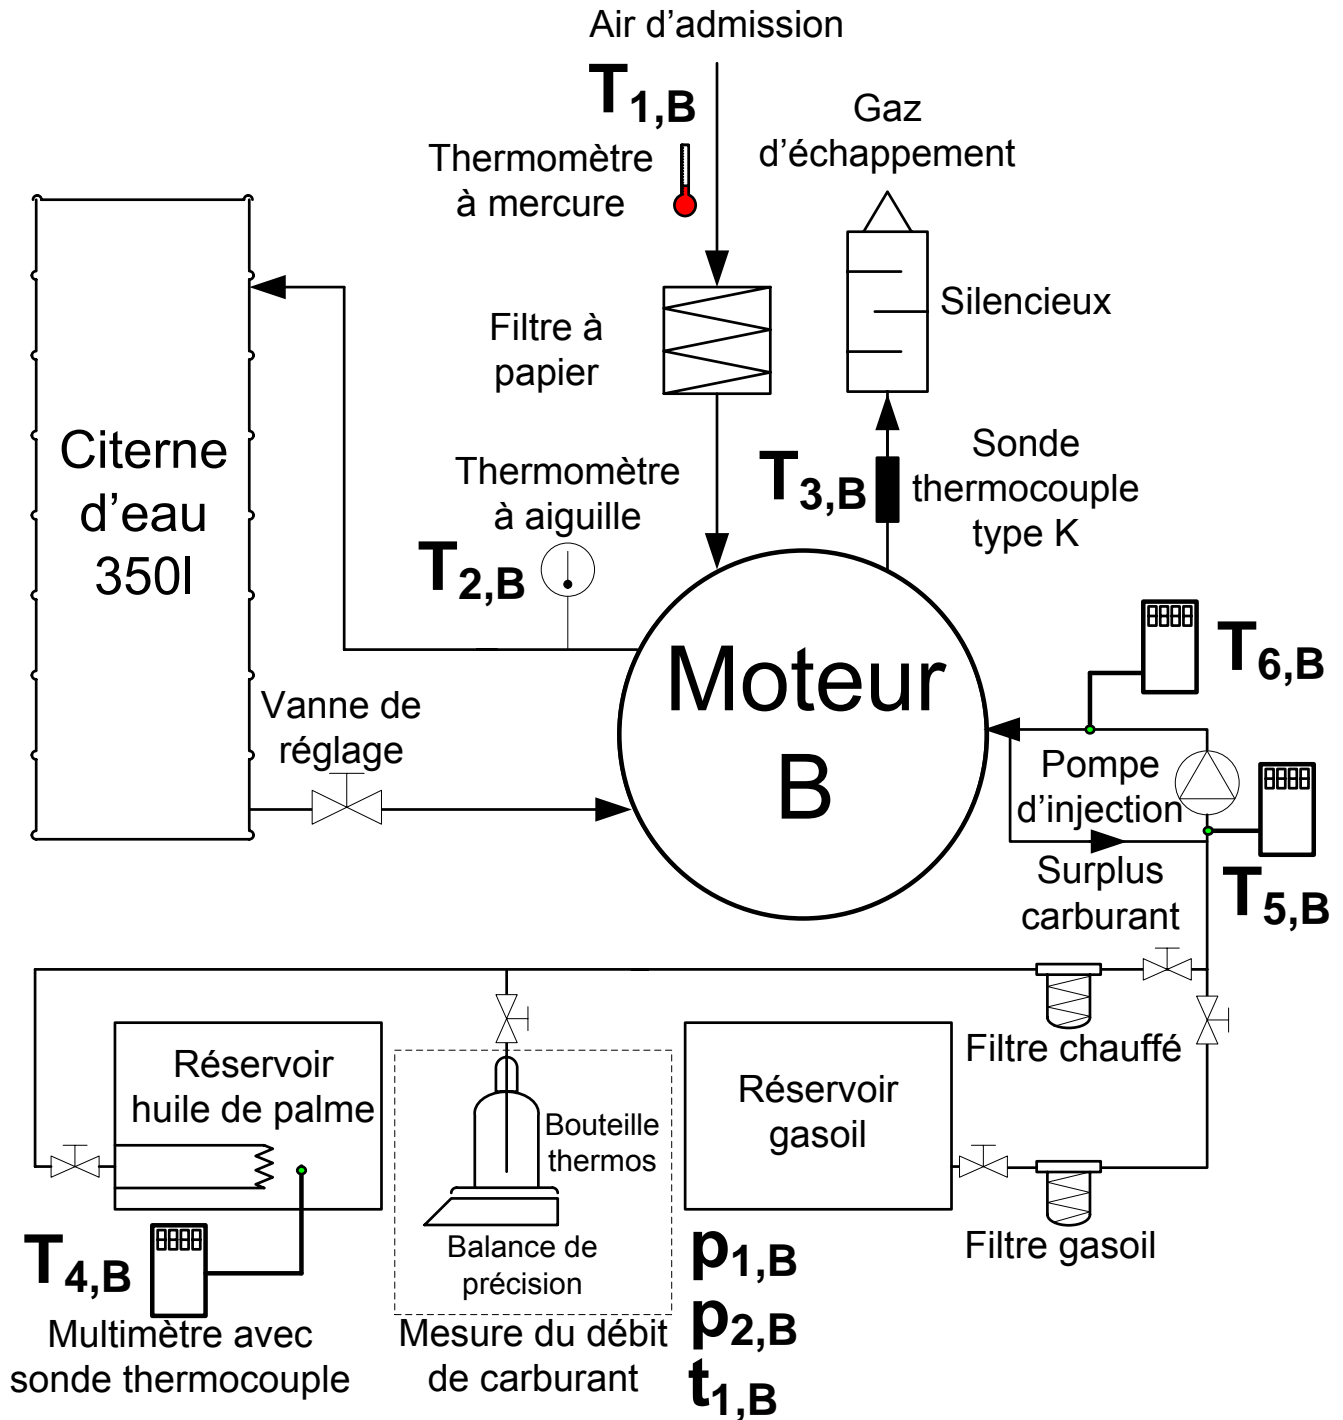 Air d’admission
T1,B
Thermomètre
à mercure
Gaz
d’échappement
Filtre à
papier
Silencieux
Citerne
d’eau
350l
Thermomètre
à aiguille
T2,B
T3,B
Sonde
thermocouple
type K
Vanne de
réglage
Moteur
B
T6,B
Pompe
d’injection
T5,B
Surplus
carburant
Filtre chauffé
Réservoir
huile de palme
Bouteille
thermos
Réservoir
gasoil
Filtre gasoil
T4,B
Multimètre avec
sonde thermocouple
Balance de
précision
Mesure du débit
de carburant
p1,B
p2,B
t1,B